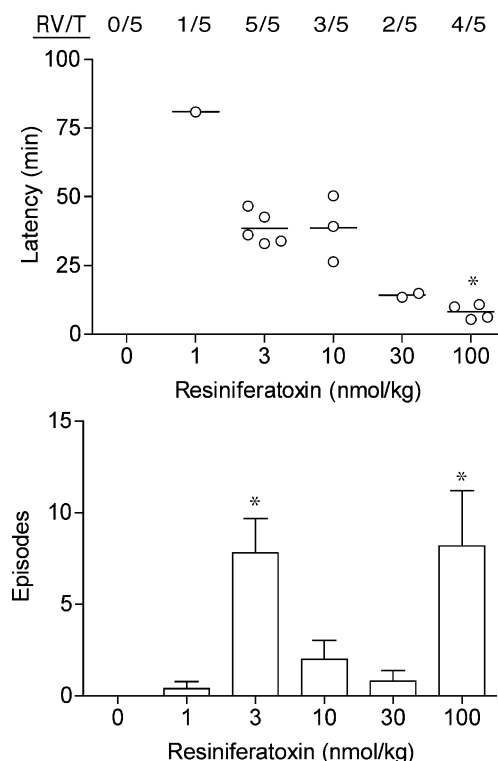 RV/T 0/5 1/5 5/5 3/5 2/5 4/5
100
75
50
25
0
Latency (min)
*
0 1 3 10 30 100
Resiniferatoxin (nmol/kg)
15
10
5
0
Episodes
* *
0 1 3 10 30 100
Resiniferatoxin (nmol/kg)